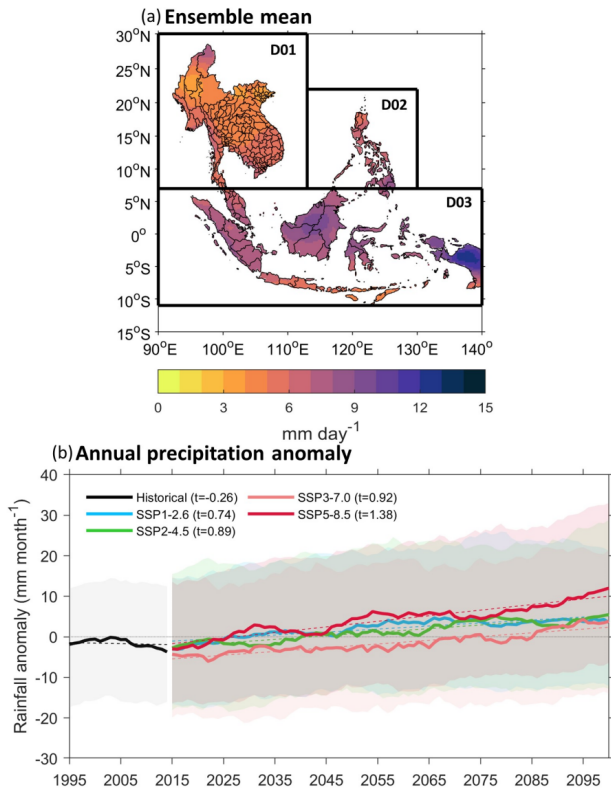 (a) Ensemble mean
30°N
25°N
20°N
15°N
10°N
5°N
0°
5°S
10°S
15°S
D01
D02
D03
90°E 100°E 110°E 120°E 130°E 140°
0 3 6 9 12 15
mm day-1
(b) Annual precipitation anomaly
Rainfall anomaly (mm month-1)
40
30
20
10
0
-10
-20
-30
Historical (t=-0.26)
SSP1-2.6 (t=0.74)
SSP2-4.5 (t=0.89)
SSP3-7.0 (t=0.92)
SSP5-8.5 (t=1.38)
1995 2005 2015 2025 2035 2045 2055 2065 2075 2085 2095